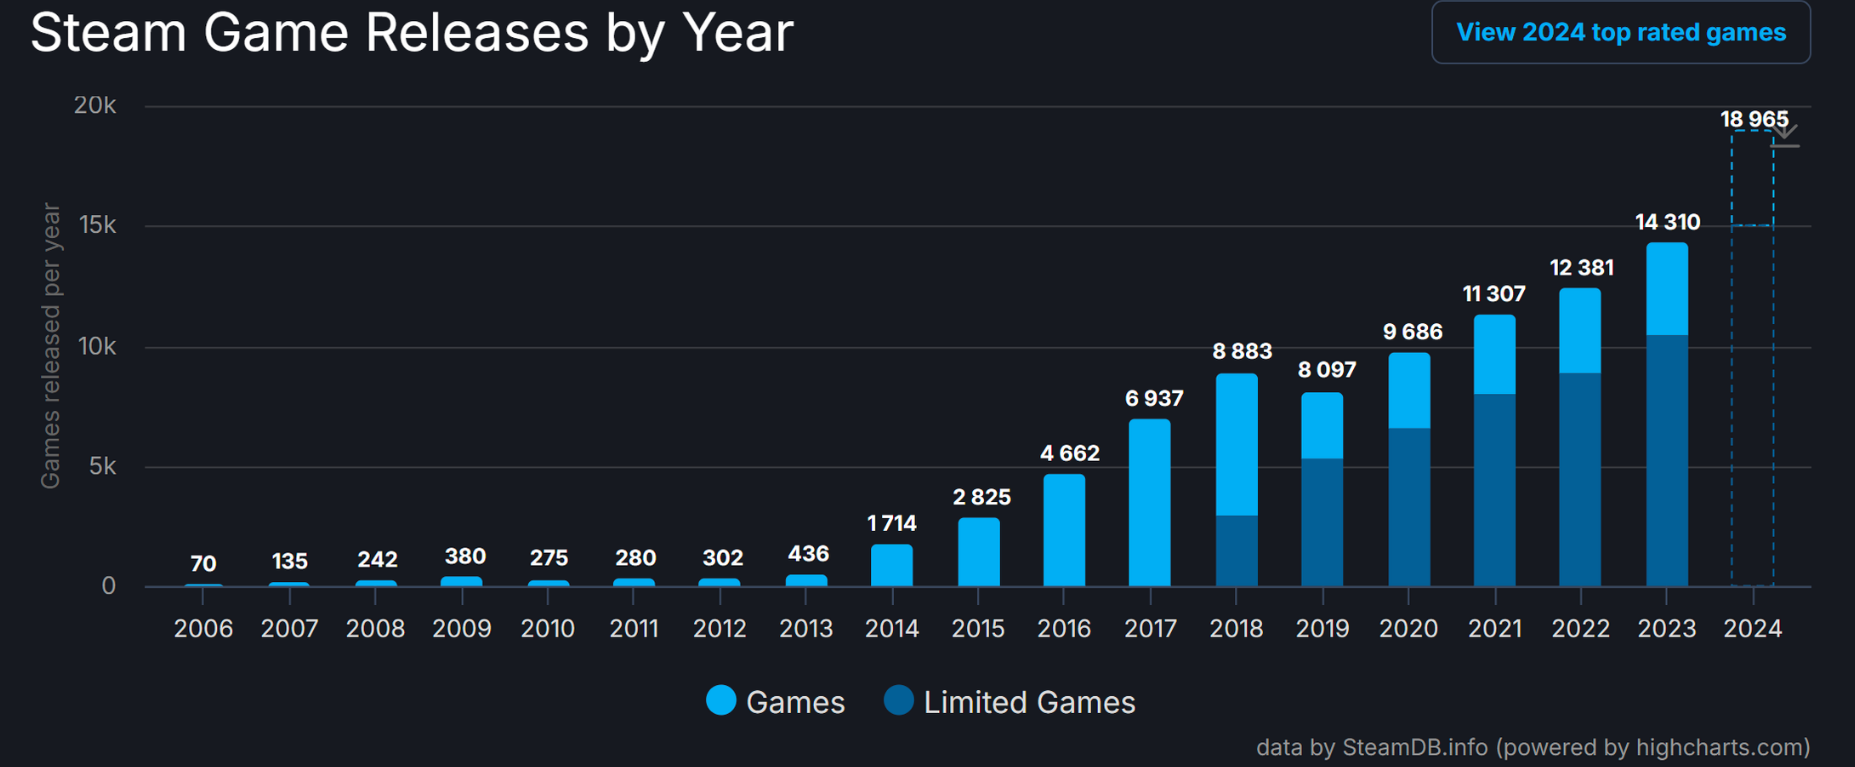 Steam Game Releases by Year
View 2024 top rated games
Games released per year
20k
15k
10k
5k
0
70
135
242
380
275
280
302
436
1 714
2 825
4 662
6 937
8 883
8 097
9 686
11 307
12 381
14 310
18 965
2006 2007 2008 2009 2010 2011 2012 2013 2014 2015 2016 2017 2018 2019 2020 2021 2022 2023 2024
Games Limited Games
data by SteamDB.info (powered by highcharts.com)